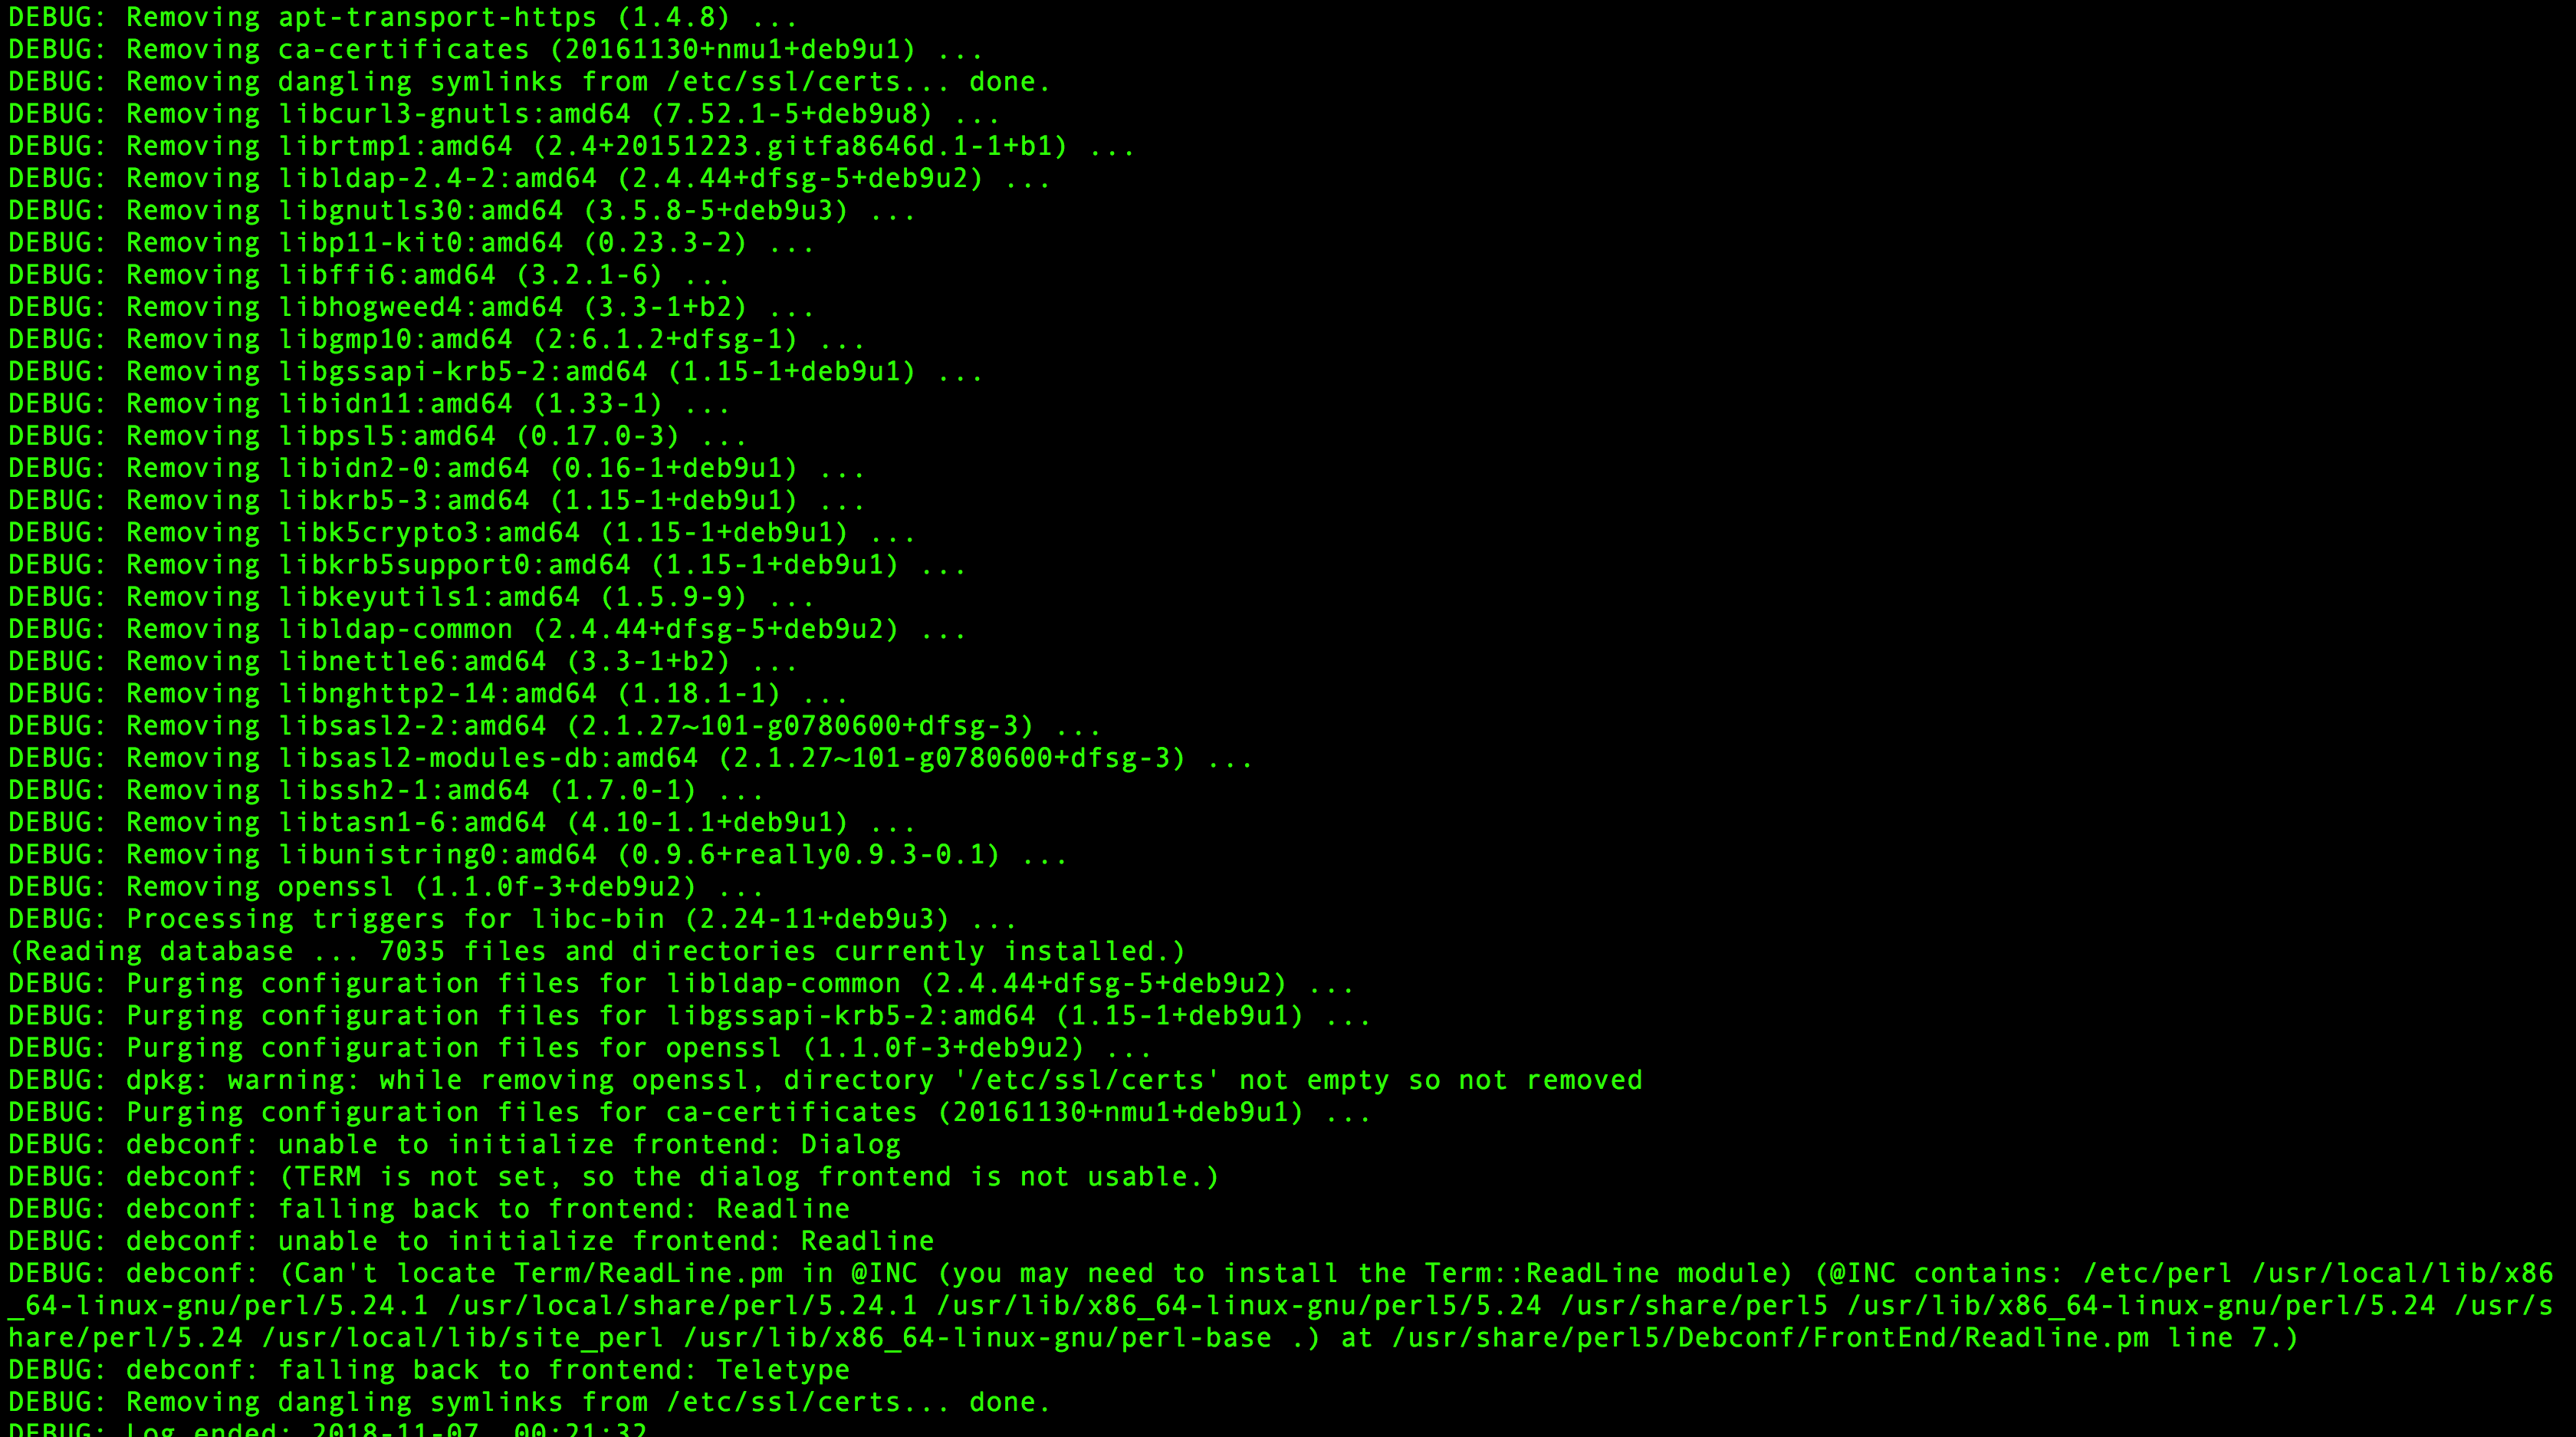 DEBUG: Removing apt-transport-https (1.4.8) ...
DEBUG: Removing ca-certificates (20161130+nmu1+deb9u1) ...
DEBUG: Removing dangling symlinks from /etc/ssl/certs... done.
DEBUG: Removing libcurl3-gnutls:amd64 (7.52.1-5+deb9u8) ...
DEBUG: Removing librtmp1:amd64 (2.4+20151223.gitfa8646d.1-1+b1) ...
DEBUG: Removing libldap-2.4-2:amd64 (2.4.44+dfsg-5+deb9u2) ...
DEBUG: Removing libgnutls30:amd64 (3.5.8-5+deb9u3) ...
DEBUG: Removing libp11-kit0:amd64 (0.23.3-2) ...
DEBUG: Removing libffi6:amd64 (3.2.1-6) ...
DEBUG: Removing libhogweed4:amd64 (3.3-1+b2) ...
DEBUG: Removing libgmp10:amd64 (2:6.1.2+dfsg-1) ...
DEBUG: Removing libgssapi-krb5-2:amd64 (1.15-1+deb9u1) ...
DEBUG: Removing libidn11:amd64 (1.33-1) ...
DEBUG: Removing libpsl5:amd64 (0.17.0-3) ...
DEBUG: Removing libidn2-0:amd64 (0.16-1+deb9u1) ...
DEBUG: Removing libkrb5-3:amd64 (1.15-1+deb9u1) ...
DEBUG: Removing libk5crypto3:amd64 (1.15-1+deb9u1) ...
DEBUG: Removing libkrb5support0:amd64 (1.15-1+deb9u1) ...
DEBUG: Removing libkeyutils1:amd64 (1.5.9-9) ...
DEBUG: Removing libldap-common (2.4.44+dfsg-5+deb9u2) ...
DEBUG: Removing libnettle6:amd64 (3.3-1+b2) ...
DEBUG: Removing libnghttp2-14:amd64 (1.18.1-1) ...
DEBUG: Removing libsasl2-2:amd64 (2.1.27~101-g0780600+dfsg-3) ...
DEBUG: Removing libsasl2-modules-db:amd64 (2.1.27~101-g0780600+dfsg-3) ...
DEBUG: Removing libssh2-1:amd64 (1.7.0-1) ...
DEBUG: Removing libtasn1-6:amd64 (4.10-1.1+deb9u1) ...
DEBUG: Removing libunistring0:amd64 (0.9.6+really0.9.3-0.1) ...
DEBUG: Removing openssl (1.1.0f-3+deb9u2) ...
DEBUG: Processing triggers for libc-bin (2.24-11+deb9u3) ...
(Reading database ... 7035 files and directories currently installed.)
DEBUG: Purging configuration files for libldap-common (2.4.44+dfsg-5+deb9u2) ...
DEBUG: Purging configuration files for libgssapi-krb5-2:amd64 (1.15-1+deb9u1) ...
DEBUG: Purging configuration files for openssl (1.1.0f-3+deb9u2) ...
DEBUG: dpkg: warning: while removing openssl, directory '/etc/ssl/certs' not empty so not removed
DEBUG: Purging configuration files for ca-certificates (20161130+nmu1+deb9u1) ...
DEBUG: debconf: unable to initialize frontend: Dialog
DEBUG: debconf: (TERM is not set, so the dialog frontend is not usable.)
DEBUG: debconf: falling back to frontend: Readline
DEBUG: debconf: unable to initialize frontend: Readline
DEBUG: debconf: (Can't locate Term/ReadLine.pm in @INC (you may need to install the Term::ReadLine module) (@INC contains: /etc/perl /usr/local/lib/x86
_64-linux-gnu/perl/5.24.1 /usr/local/share/perl/5.24.1 /usr/lib/x86_64-linux-gnu/perl5/5.24 /usr/share/perl5 /usr/lib/x86_64-linux-gnu/perl/5.24 /usr/s
hare/perl/5.24 /usr/local/lib/site_perl /usr/lib/x86_64-linux-gnu/perl-base .) at /usr/share/perl5/Debconf/FrontEnd/Readline.pm line 7.)
DEBUG: debconf: falling back to frontend: Teletype
DEBUG: Removing dangling symlinks from /etc/ssl/certs... done.
DEBUG: Log ended: 2018-11-07  00:21:32